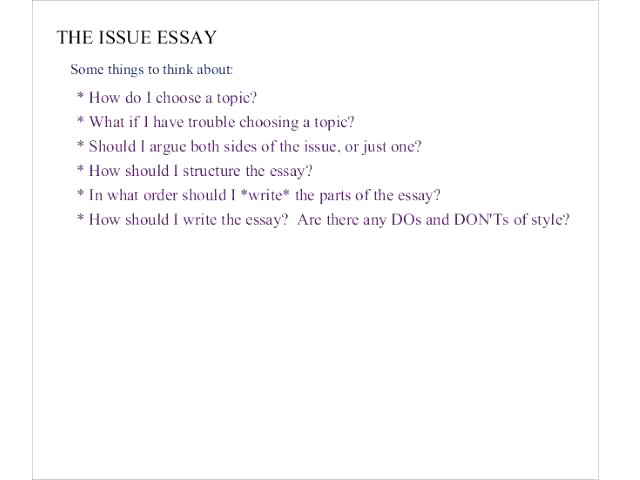 THE ISSUE ESSAY
Some things to think about:
* How do I choose a topic?
* What if I have trouble choosing a topic?
* Should I argue both sides of the issue, or just one?
* How should I structure the essay?
* In what order should I *write* the parts of the essay?
* How should I write the essay?  Are there any DOs and DON'Ts of style?